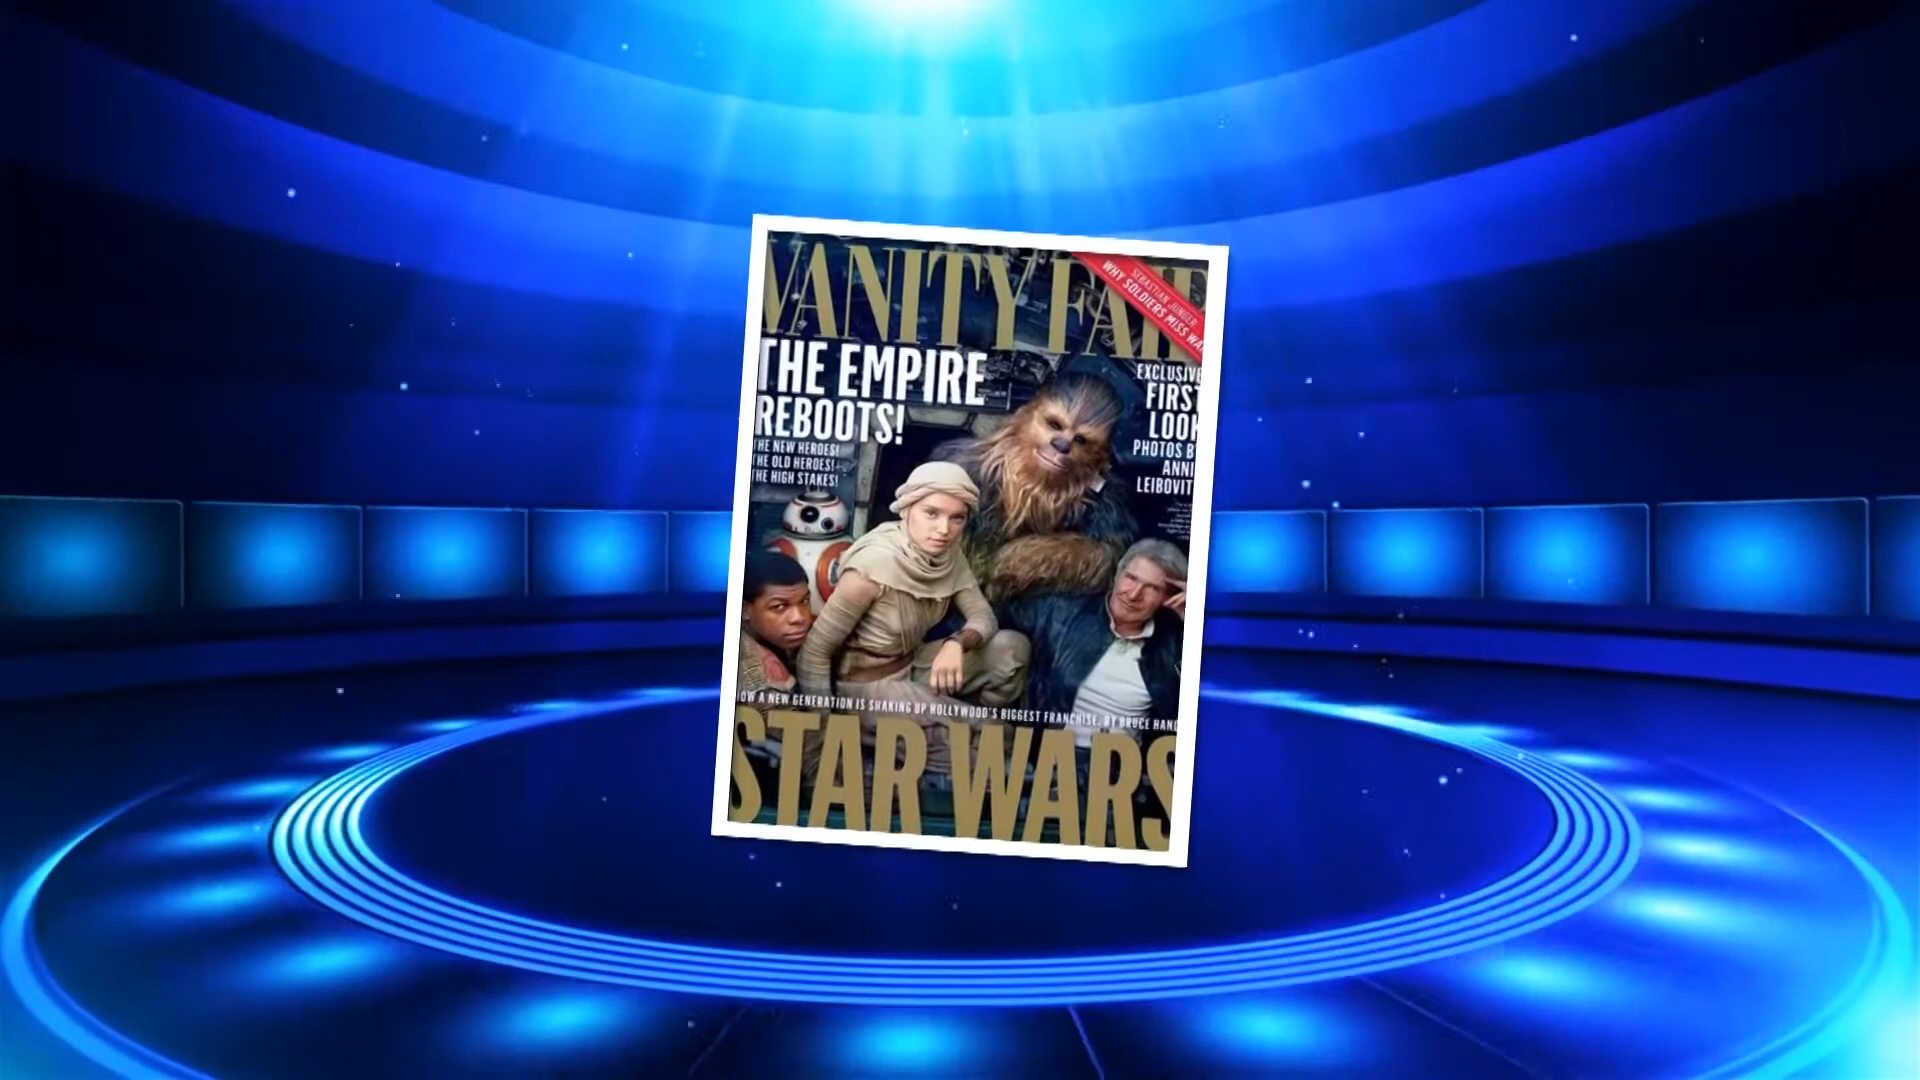 VANITY FAIR
SEBASTIAN JUNGER
WHY SOLDIERS MISS WA
THE EMPIRE
REBOOTS!
THE NEW HEROES!
THE OLD HEROES!
THE HIGH STAKES!
EXCLUSIVE
FIRST
LOOK
PHOTOS B
ANNI
LEIBOVIT
OW A NEW GENERATION IS SHAKING UP HOLLYWOOD'S BIGGEST FRANCHISE. BY BRUCE HAND
STAR WARS